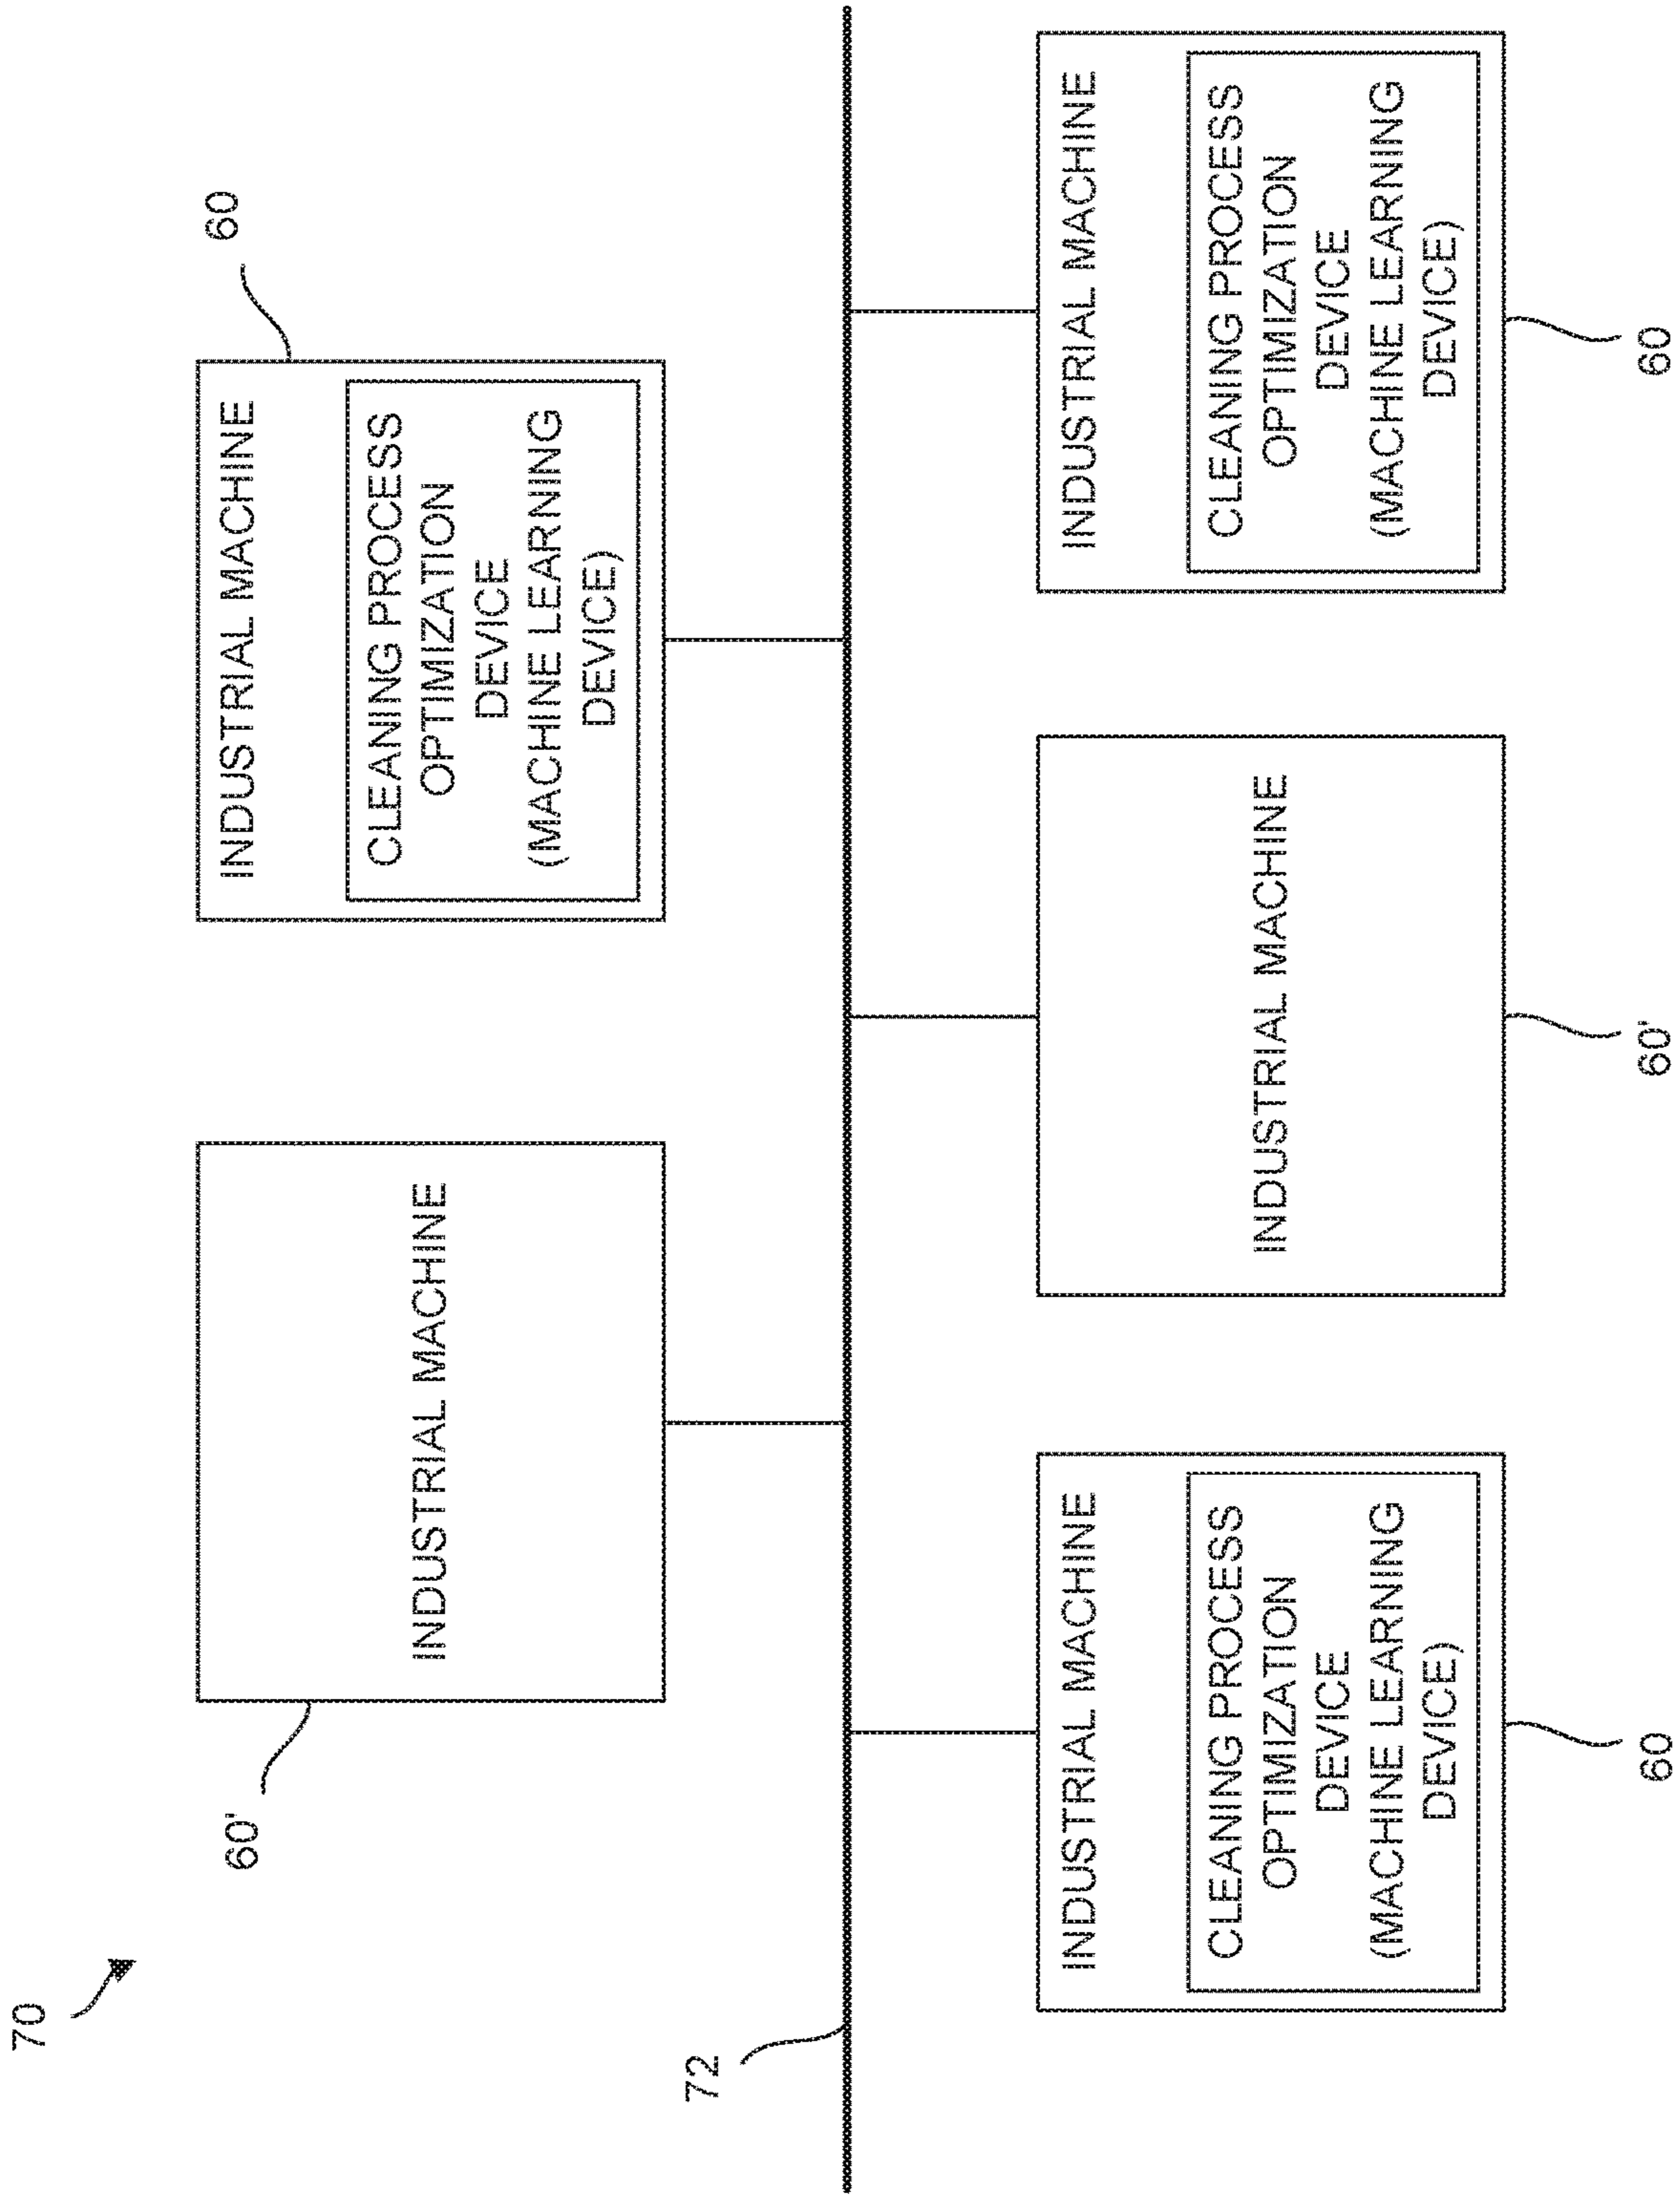 70
60'
INDUSTRIAL MACHINE
60
INDUSTRIAL MACHINE
CLEANING PROCESS
OPTIMIZATION
DEVICE
(MACHINE LEARNING
DEVICE)
72
INDUSTRIAL MACHINE
CLEANING PROCESS
OPTIMIZATION
DEVICE
(MACHINE LEARNING
DEVICE)
60
INDUSTRIAL MACHINE
60'
INDUSTRIAL MACHINE
CLEANING PROCESS
OPTIMIZATION
DEVICE
(MACHINE LEARNING
DEVICE)
60